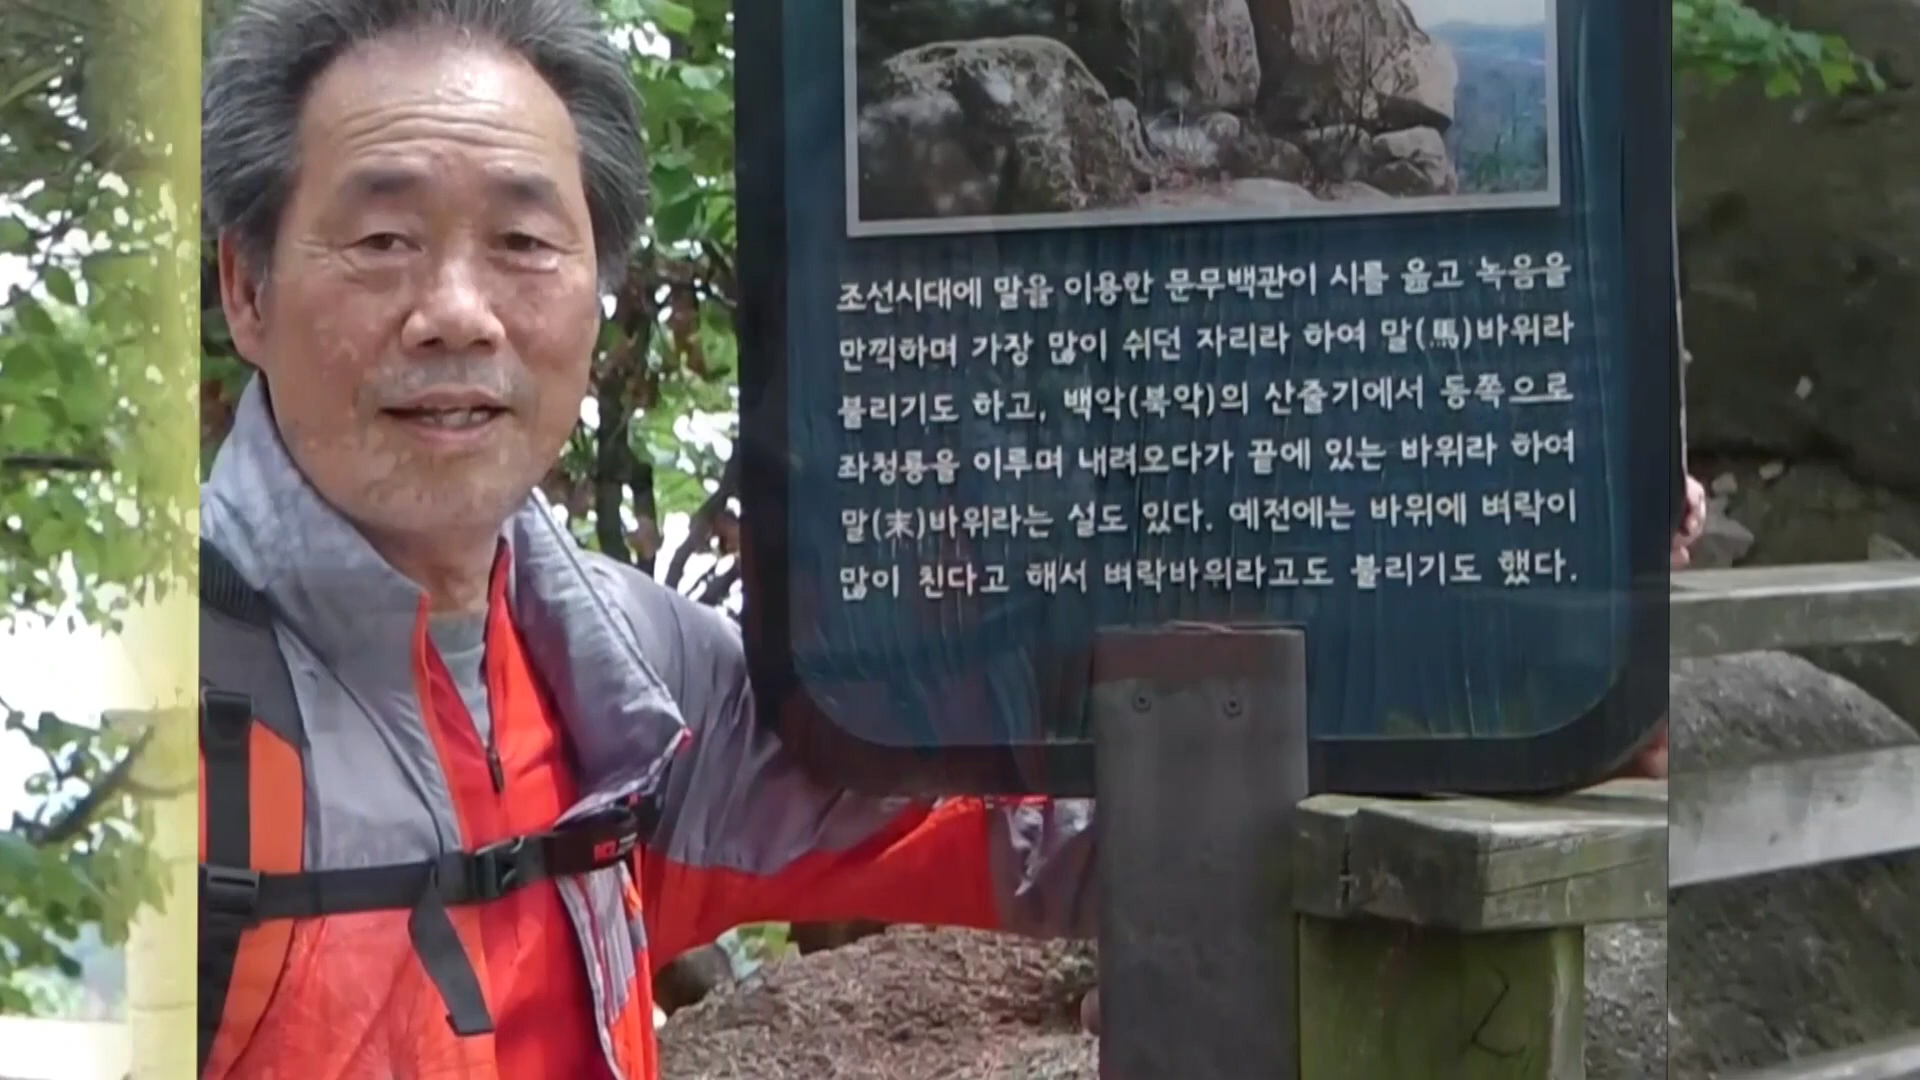 조선시대에 말을 이용한 문무백관이 시를 읊고 녹음을
만끽하며 가장 많이 쉬던 자리라 하여 말(馬)바위라
불리기도 하고, 백악(북악)의 산줄기에서 동쪽으로
좌청룡을 이루며 내려오다가 끝에 있는 바위라 하여
말(末)바위라는 설도 있다. 예전에는 바위에 벼락이
많이 친다고 해서 벼락바위라고도 불리기도 했다.